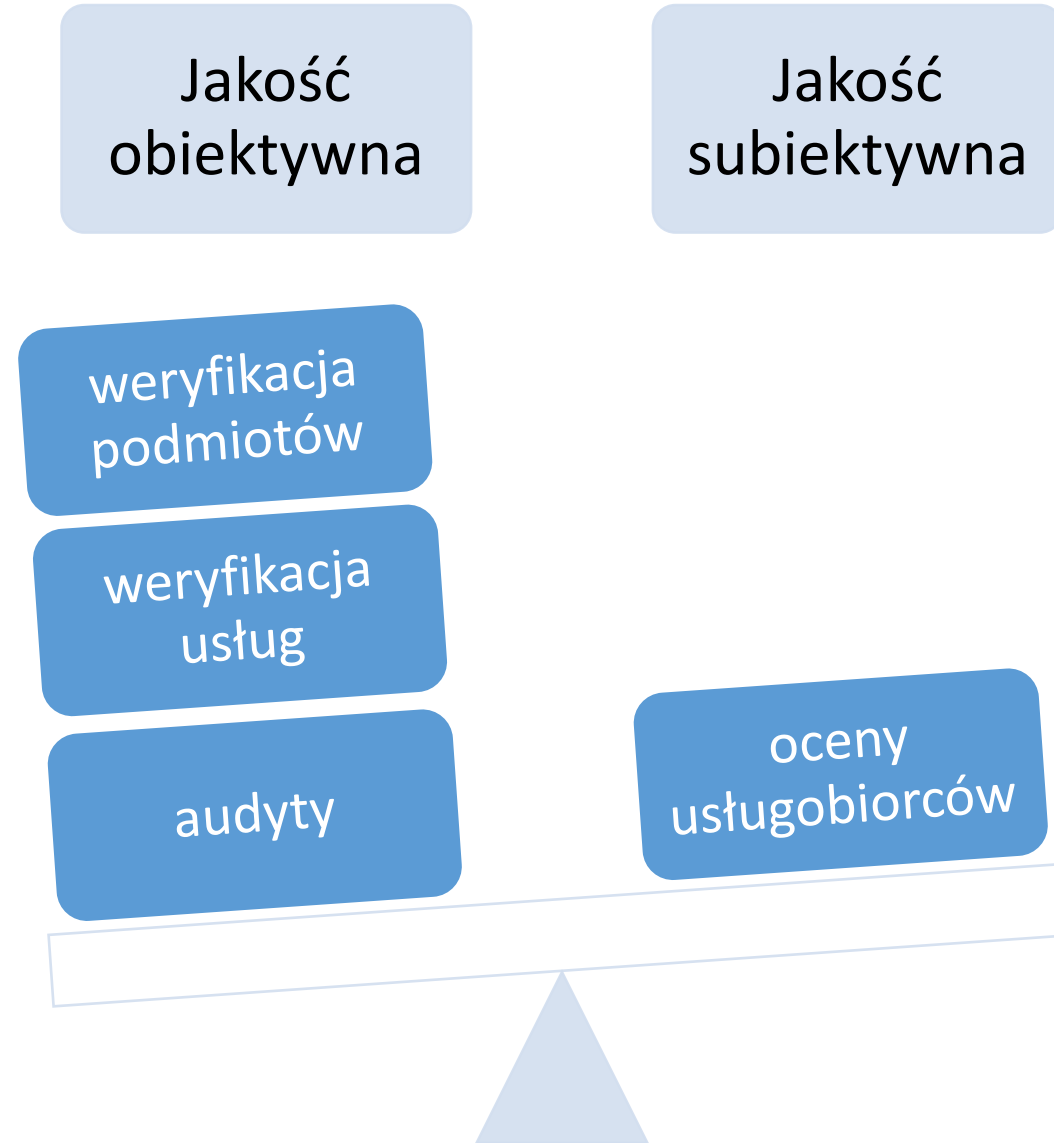 Jakość
obiektywna
Jakość
subiektywna
weryfikacja
podmiotów
weryfikacja
usług
audyty
oceny
usługobiorców